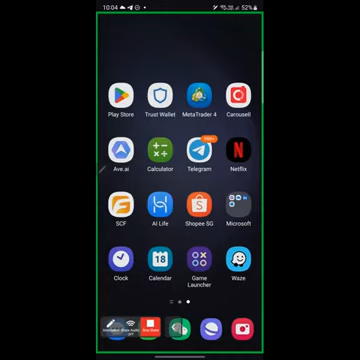 10:04
52%
Play Store
Trust Wallet
MetaTrader 4
Carousell
Ave.ai
Calculator
Telegram
Netflix
SCF
AI Life
Shopee SG
Microsoft
18
Clock
Calendar
Game
Launcher
Waze